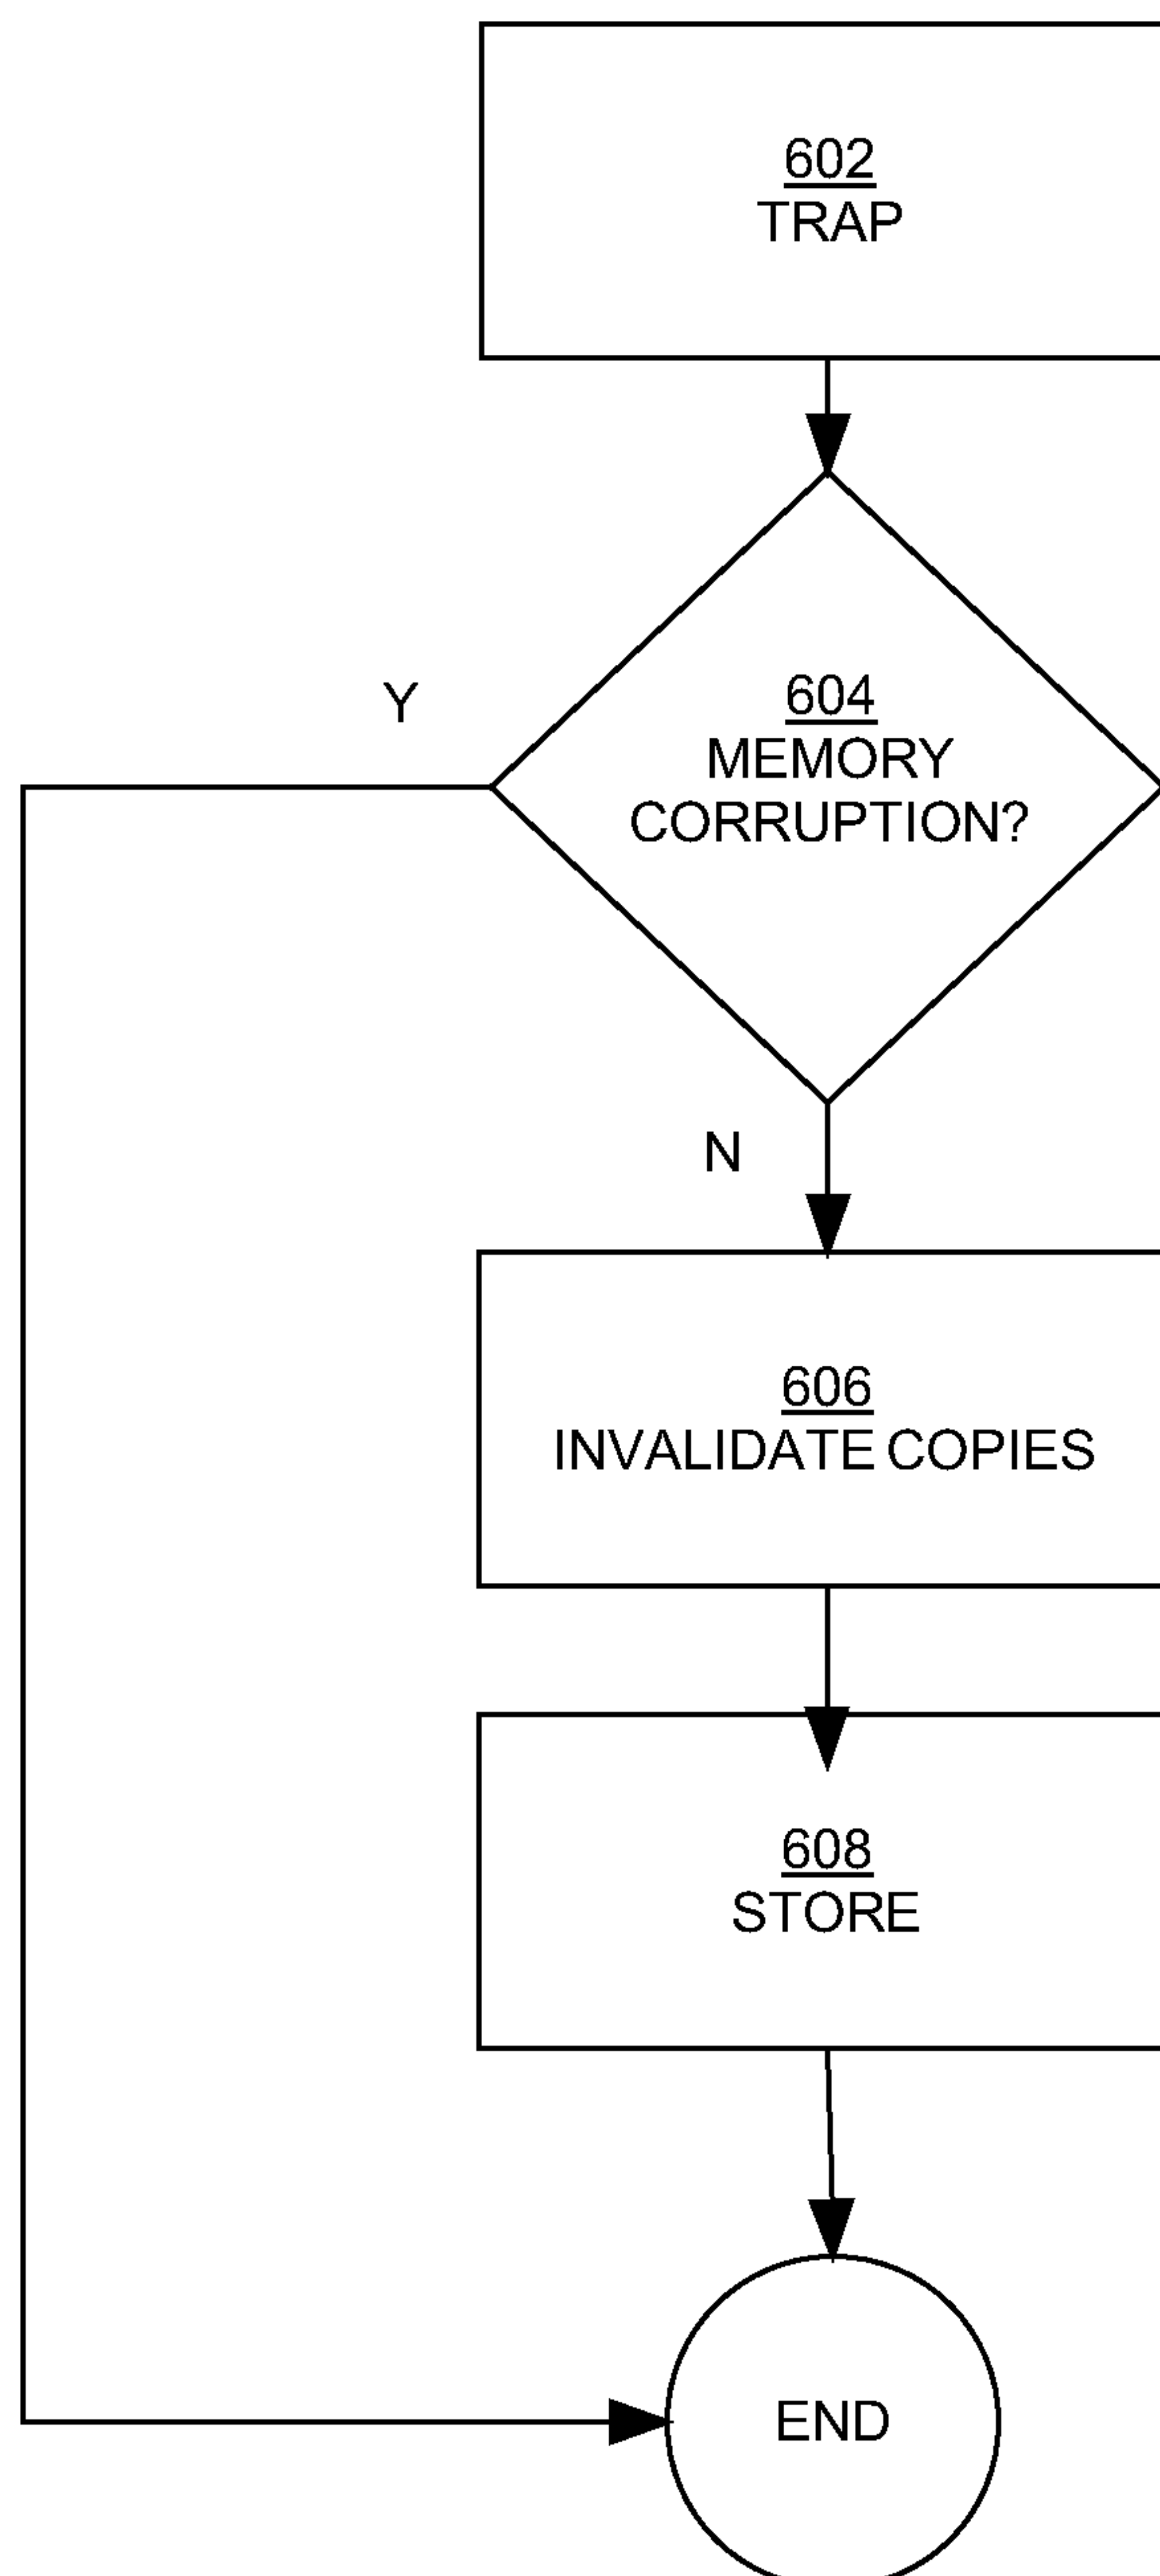 602
TRAP
604
MEMORY
CORRUPTION?
Y
N
606
INVALIDATE COPIES
608
STORE
END